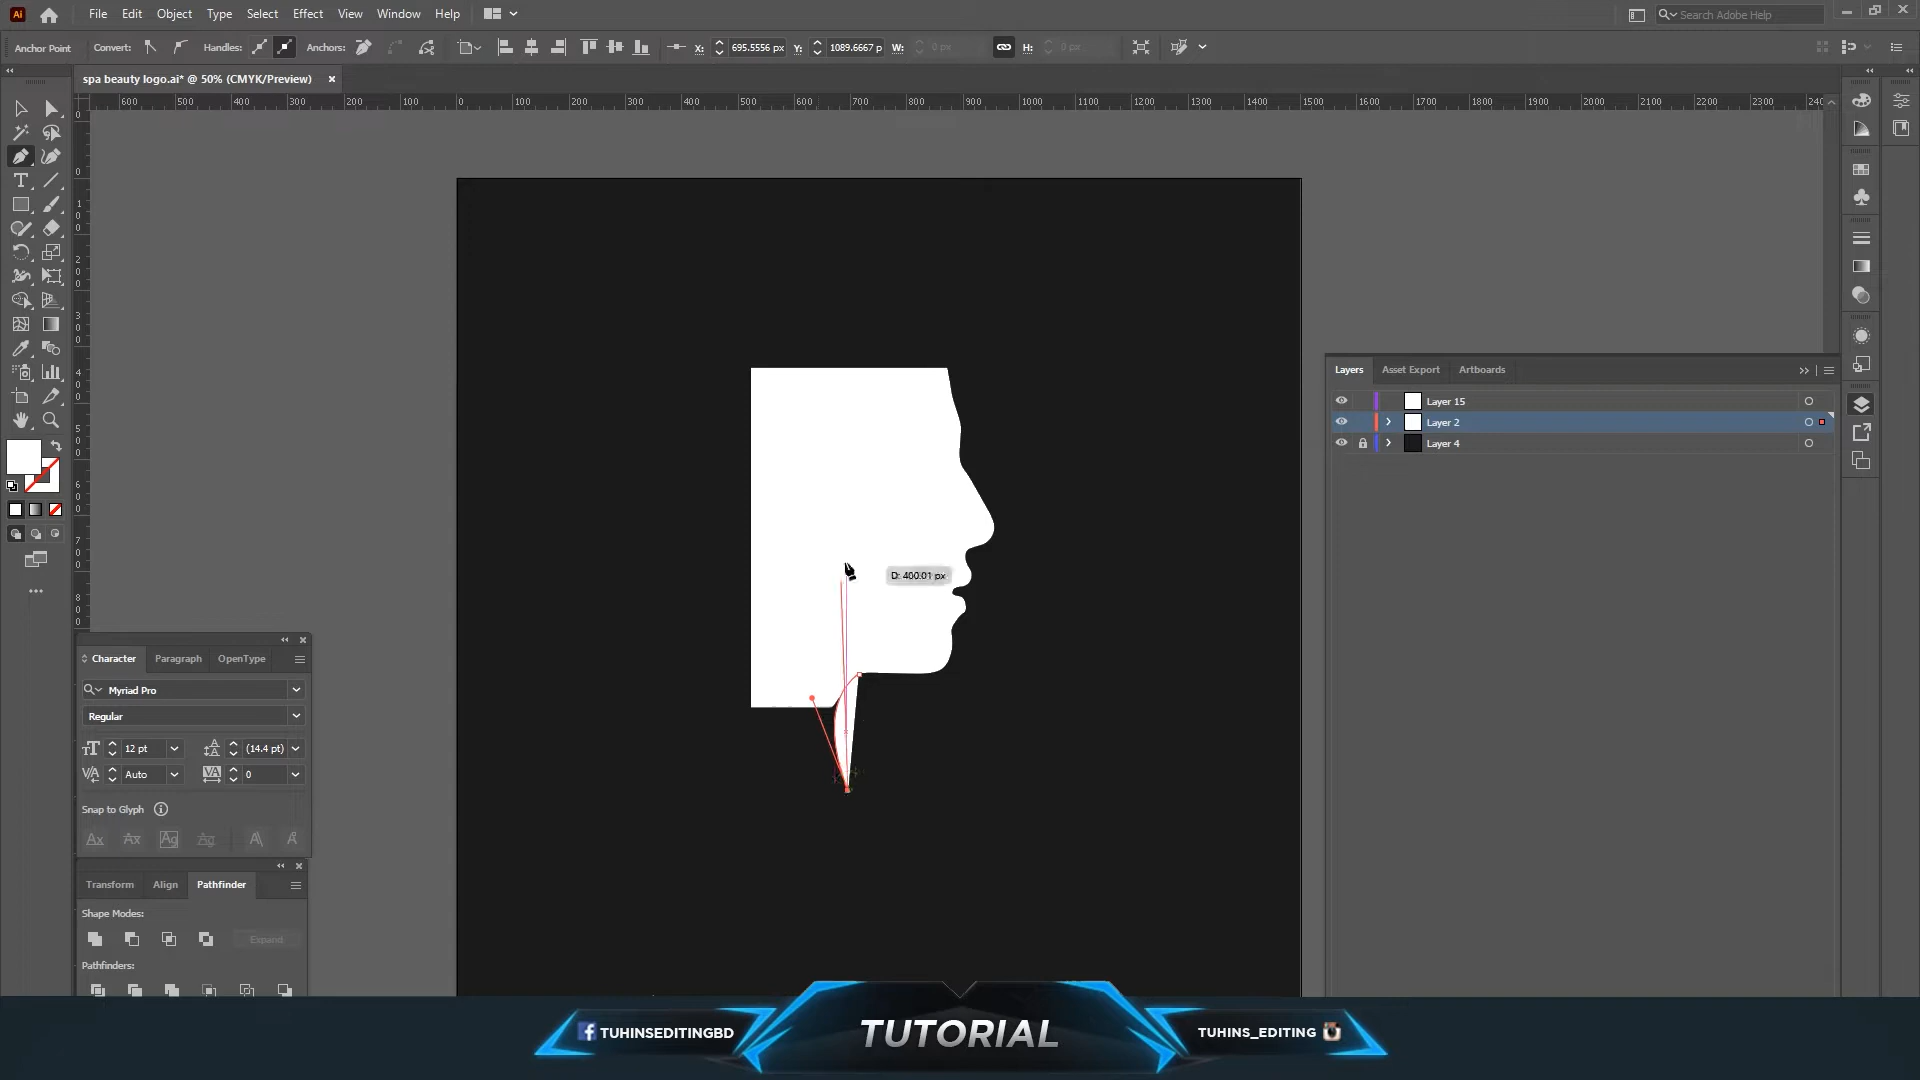 Ai File Edit Object Type Select Effect View Window Help Search Adobe Help
Anchor Point Convert: Handles: Anchors: X: 695.5556 px Y: 1089.6667 p W: 0 px H: 0 px
spa beauty logo.ai* @ 50% (CMYK/Preview) ×
600 500 400 300 200 100 0 100 200 300 400 500 600 700 800 900 1000 1100 1200 1300 1400 1500 1600 1700 1800 1900 2000 2100 2200 2300
Layers Asset Export Artboards
Layer 15
Layer 2
Layer 4
D: 400.01 px
Character Paragraph OpenType
Myriad Pro
Regular
12 pt (14.4 pt)
Auto 0
Snap to Glyph
Transform Align Pathfinder
Shape Modes:
Expand
Pathfinders:
TUHINSEDITINGBD TUTORIAL TUHINS_EDITING